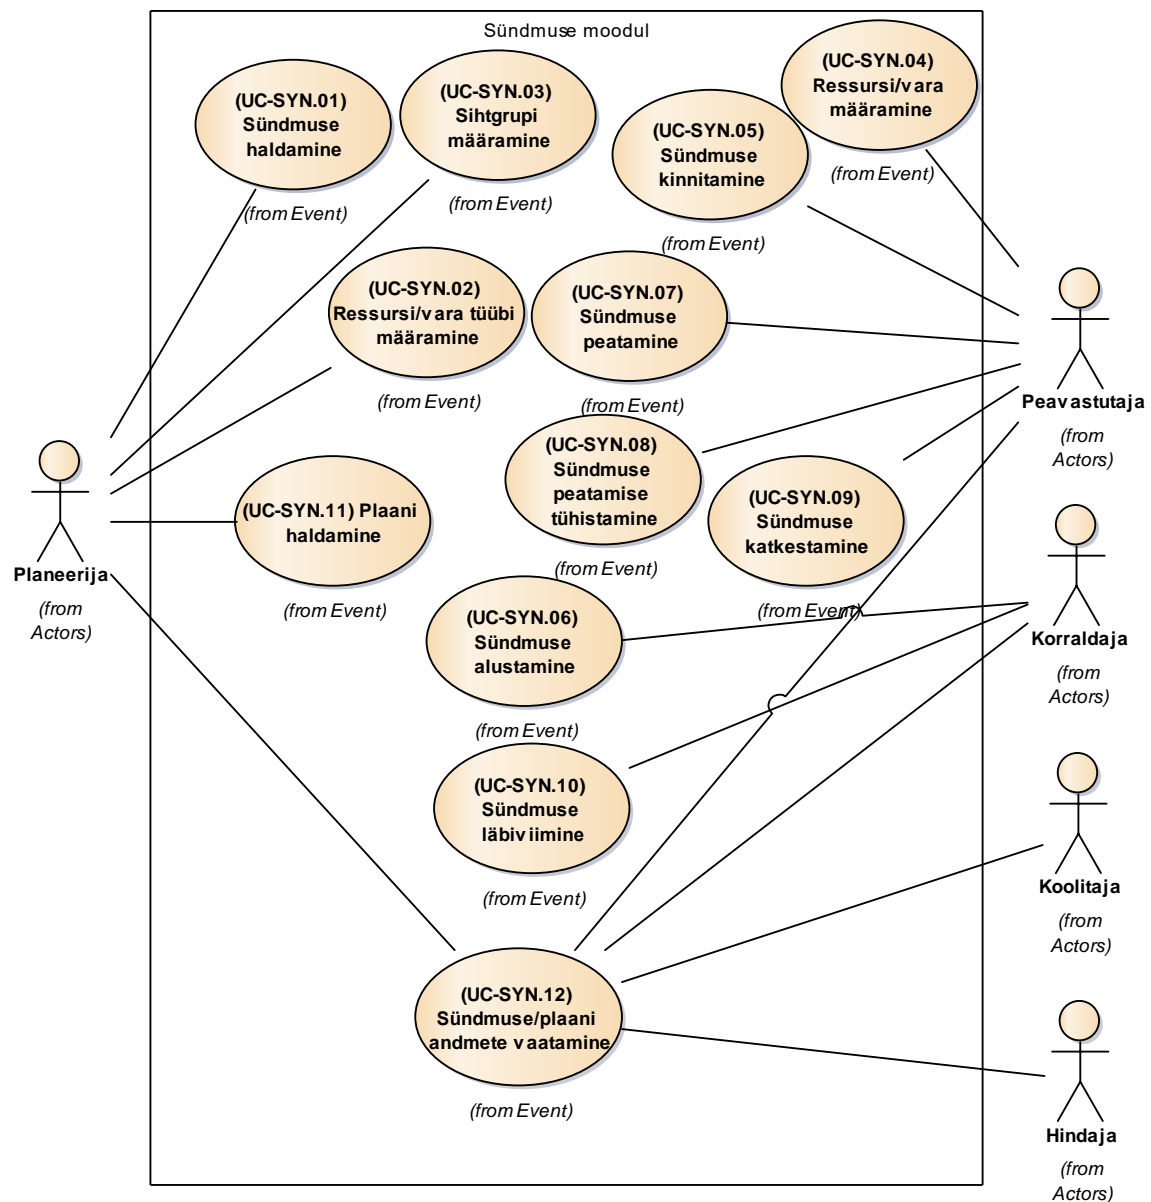 Sündmuse moodul
(UC-SYN.01)
Sündmuse
haldamine
(from Event)
(UC-SYN.03)
Sihtgrupi
määramine
(from Event)
(UC-SYN.05)
Sündmuse
kinnitamine
(from Event)
(UC-SYN.04)
Ressursi/vara
määramine
(from Event)
(UC-SYN.02)
Ressursi/vara tüübi
määramine
(from Event)
(UC-SYN.07)
Sündmuse
peatamine
(from Event)
Peavastutaja
(from
Actors)
(UC-SYN.08)
Sündmuse
peatamise
tühistamine
(from Event)
(UC-SYN.09)
Sündmuse
katkestamine
(from Event)
Planeerija
(from
Actors)
(UC-SYN.11) Plaani
haldamine
(from Event)
(UC-SYN.06)
Sündmuse
alustamine
(from Event)
Korraldaja
(from
Actors)
(UC-SYN.10)
Sündmuse
läbiviimine
(from Event)
Koolitaja
(from
Actors)
(UC-SYN.12)
Sündmuse/plaani
andmete vaatamine
(from Event)
Hindaja
(from
Actors)